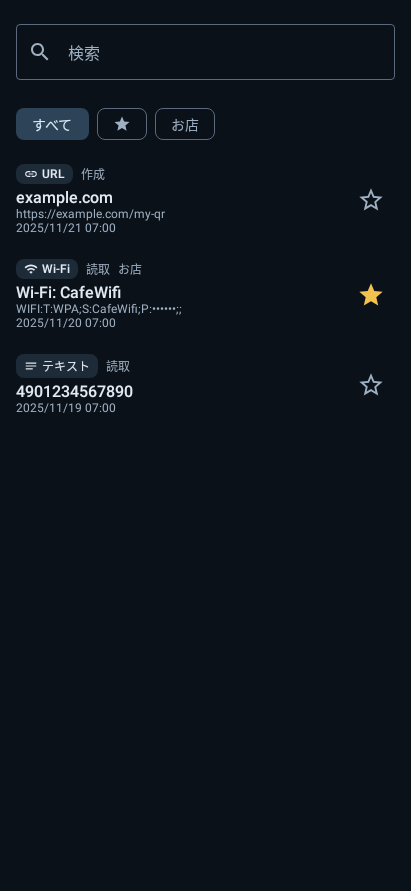 検索
すべて お店
URL 作成
example.com
https://example.com/my-qr
2025/11/21 07:00
Wi-Fi 読取 お店
Wi-Fi: CafeWifi
WIFI:T:WPA;S:CafeWifi;P:••••••;;
2025/11/20 07:00
テキスト 読取
4901234567890
2025/11/19 07:00